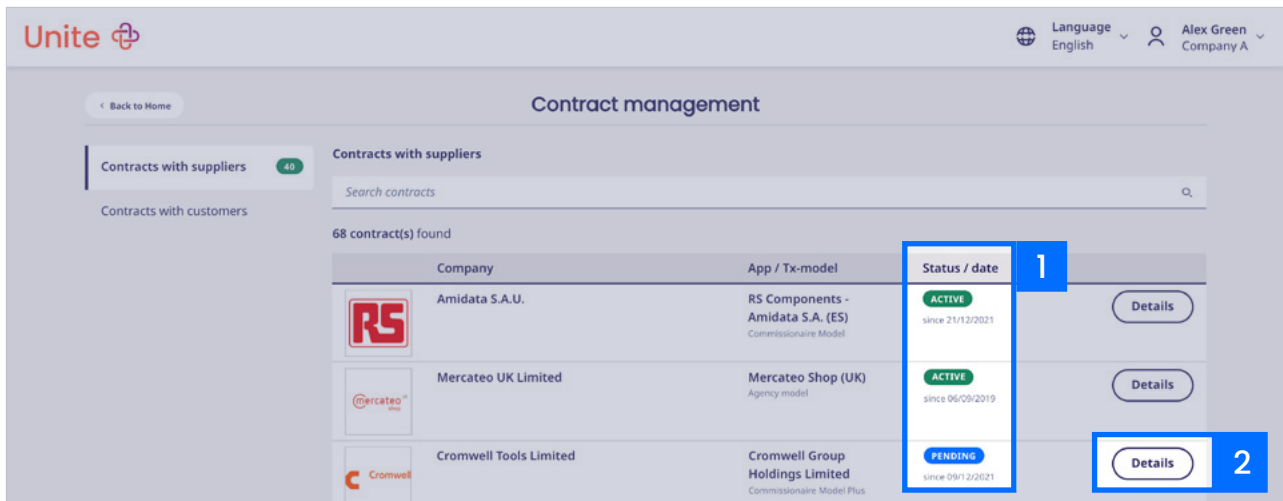 Unite
Language
English
Alex Green
Company A
< Back to Home
Contract management
Contracts with suppliers 40
Contracts with customers
Contracts with suppliers
Search contracts
68 contract(s) found
Company App / Tx-model Status / date 1
RS
Amidata S.A.U.
RS Components -
Amidata S.A. (ES)
Commissionaire Model
ACTIVE
since 21/12/2021
Details
mercateo
shop
Mercateo UK Limited
Mercateo Shop (UK)
Agency model
ACTIVE
since 06/09/2019
Details
Cromwell
Cromwell Tools Limited
Cromwell Group
Holdings Limited
Commissionaire Model Plus
PENDING
since 09/12/2021
Details 2